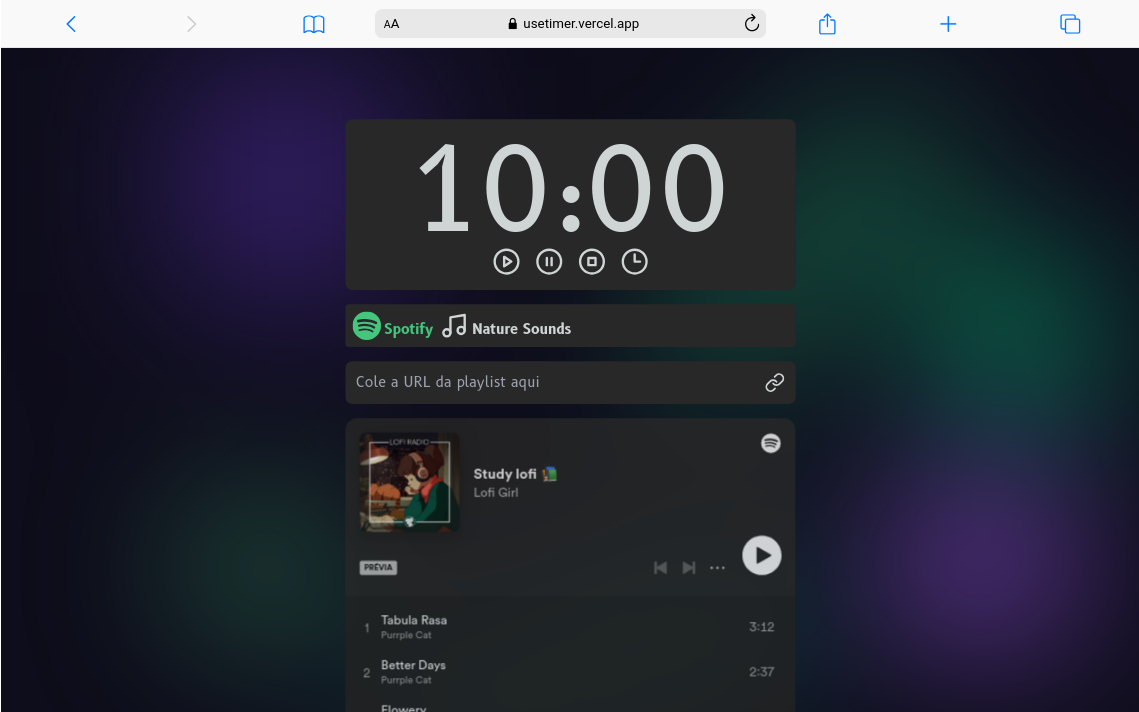 AA usetimer.vercel.app
10:00
Spotify Nature Sounds
Cole a URL da playlist aqui
LOFI RADIO
Study lofi
Lofi Girl
PRÉVIA
1 Tabula Rasa 3:12
Purrple Cat
2 Better Days 2:37
Purrple Cat
Flowery